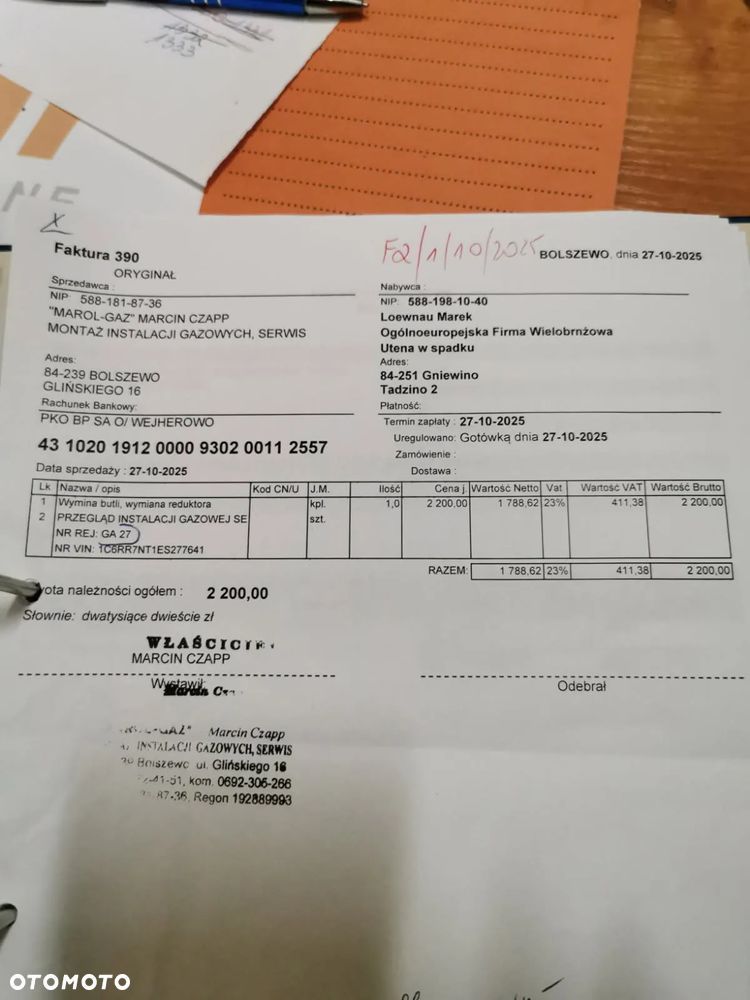 1333
Faktura 390
ORYGINAŁ
F02/1/10/2025
BOLSZEWO, dnia 27-10-2025
Sprzedawca:
NIP: 588-181-87-36
"MAROL-GAZ" MARCIN CZAPP
MONTAŻ INSTALACJI GAZOWYCH, SERWIS
Adres:
84-239 BOLSZEWO
GLIŃSKIEGO 16
Rachunek Bankowy:
PKO BP SA O/ WEJHEROWO
43 1020 1912 0000 9302 0011 2557
Data sprzedaży : 27-10-2025
Nabywca :
NIP: 588-198-10-40
Loewnau Marek
Ogólnoeuropejska Firma Wielobrnżowa
Utena w spadku
Adres:
84-251 Gniewino
Tadzino 2
Płatność:
Termin zapłaty : 27-10-2025
Uregulowano: Gotówką dnia 27-10-2025
Zamówienie :
Dostawa :
Lk Nazwa / opis Kod CN/U J.M. Ilość Cena j. Wartość Netto Vat Wartość VAT Wartość Brutto
1 Wymina butli, wymiana reduktora kpl. 1,0 2 200,00 1 788,62 23% 411,38 2 200,00
2 PRZEGLĄD INSTALACJI GAZOWEJ SE szt.
NR REJ: GA 27
NR VIN: 1C6RR7NT1ES277641
RAZEM: 1 788,62 23% 411,38 2 200,00
wota należności ogółem : 2 200,00
Słownie: dwatysiące dwieście zł
WŁAŚCICIEL
MARCIN CZAPP
Wystawił
Marcin
Odebrał
Marcin Czapp
INSTALACJI GAZOWYCH, SERWIS
Bolszewo ul. Glińskiego 16
kom. 0692-306-266
87-36, Regon 192889993
OTOMOTO